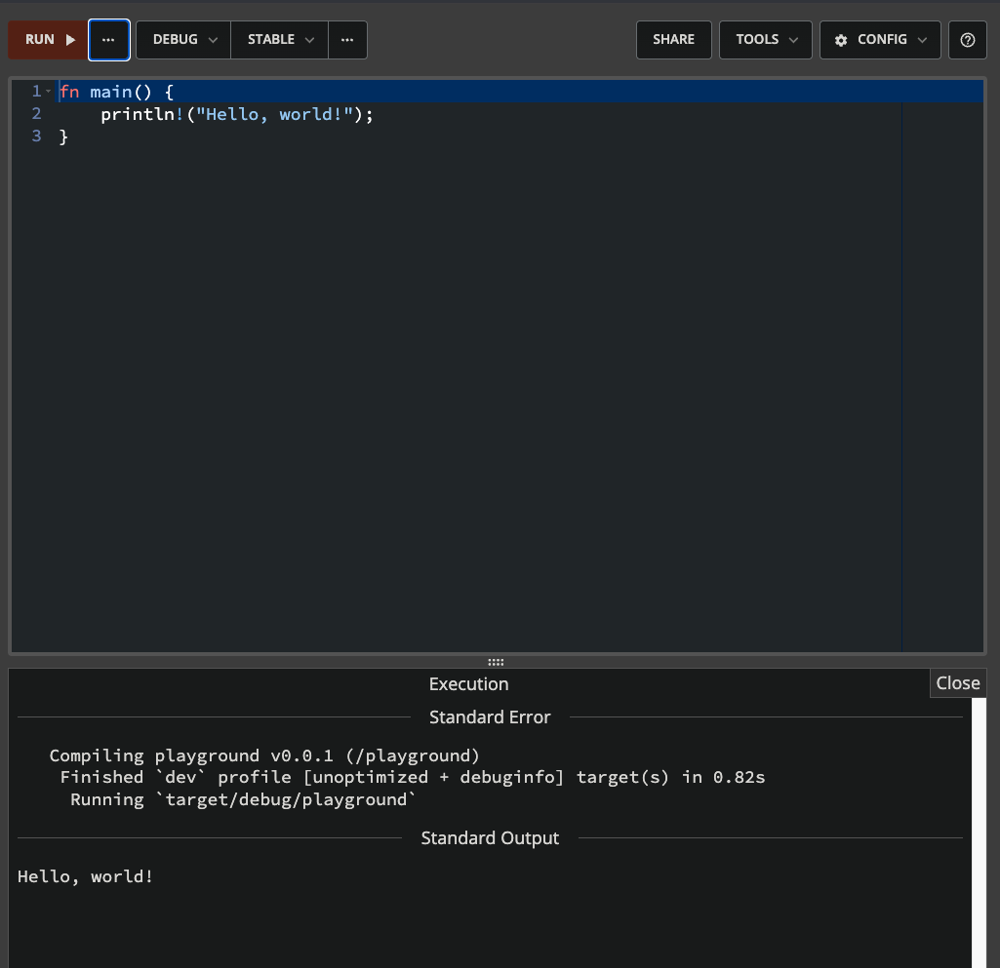 RUN ... DEBUG STABLE ... SHARE TOOLS CONFIG ?
1 fn main() {
2     println!("Hello, world!");
3 }
Execution Close
Standard Error
   Compiling playground v0.0.1 (/playground)
    Finished `dev` profile [unoptimized + debuginfo] target(s) in 0.82s
     Running `target/debug/playground`
Standard Output
Hello, world!